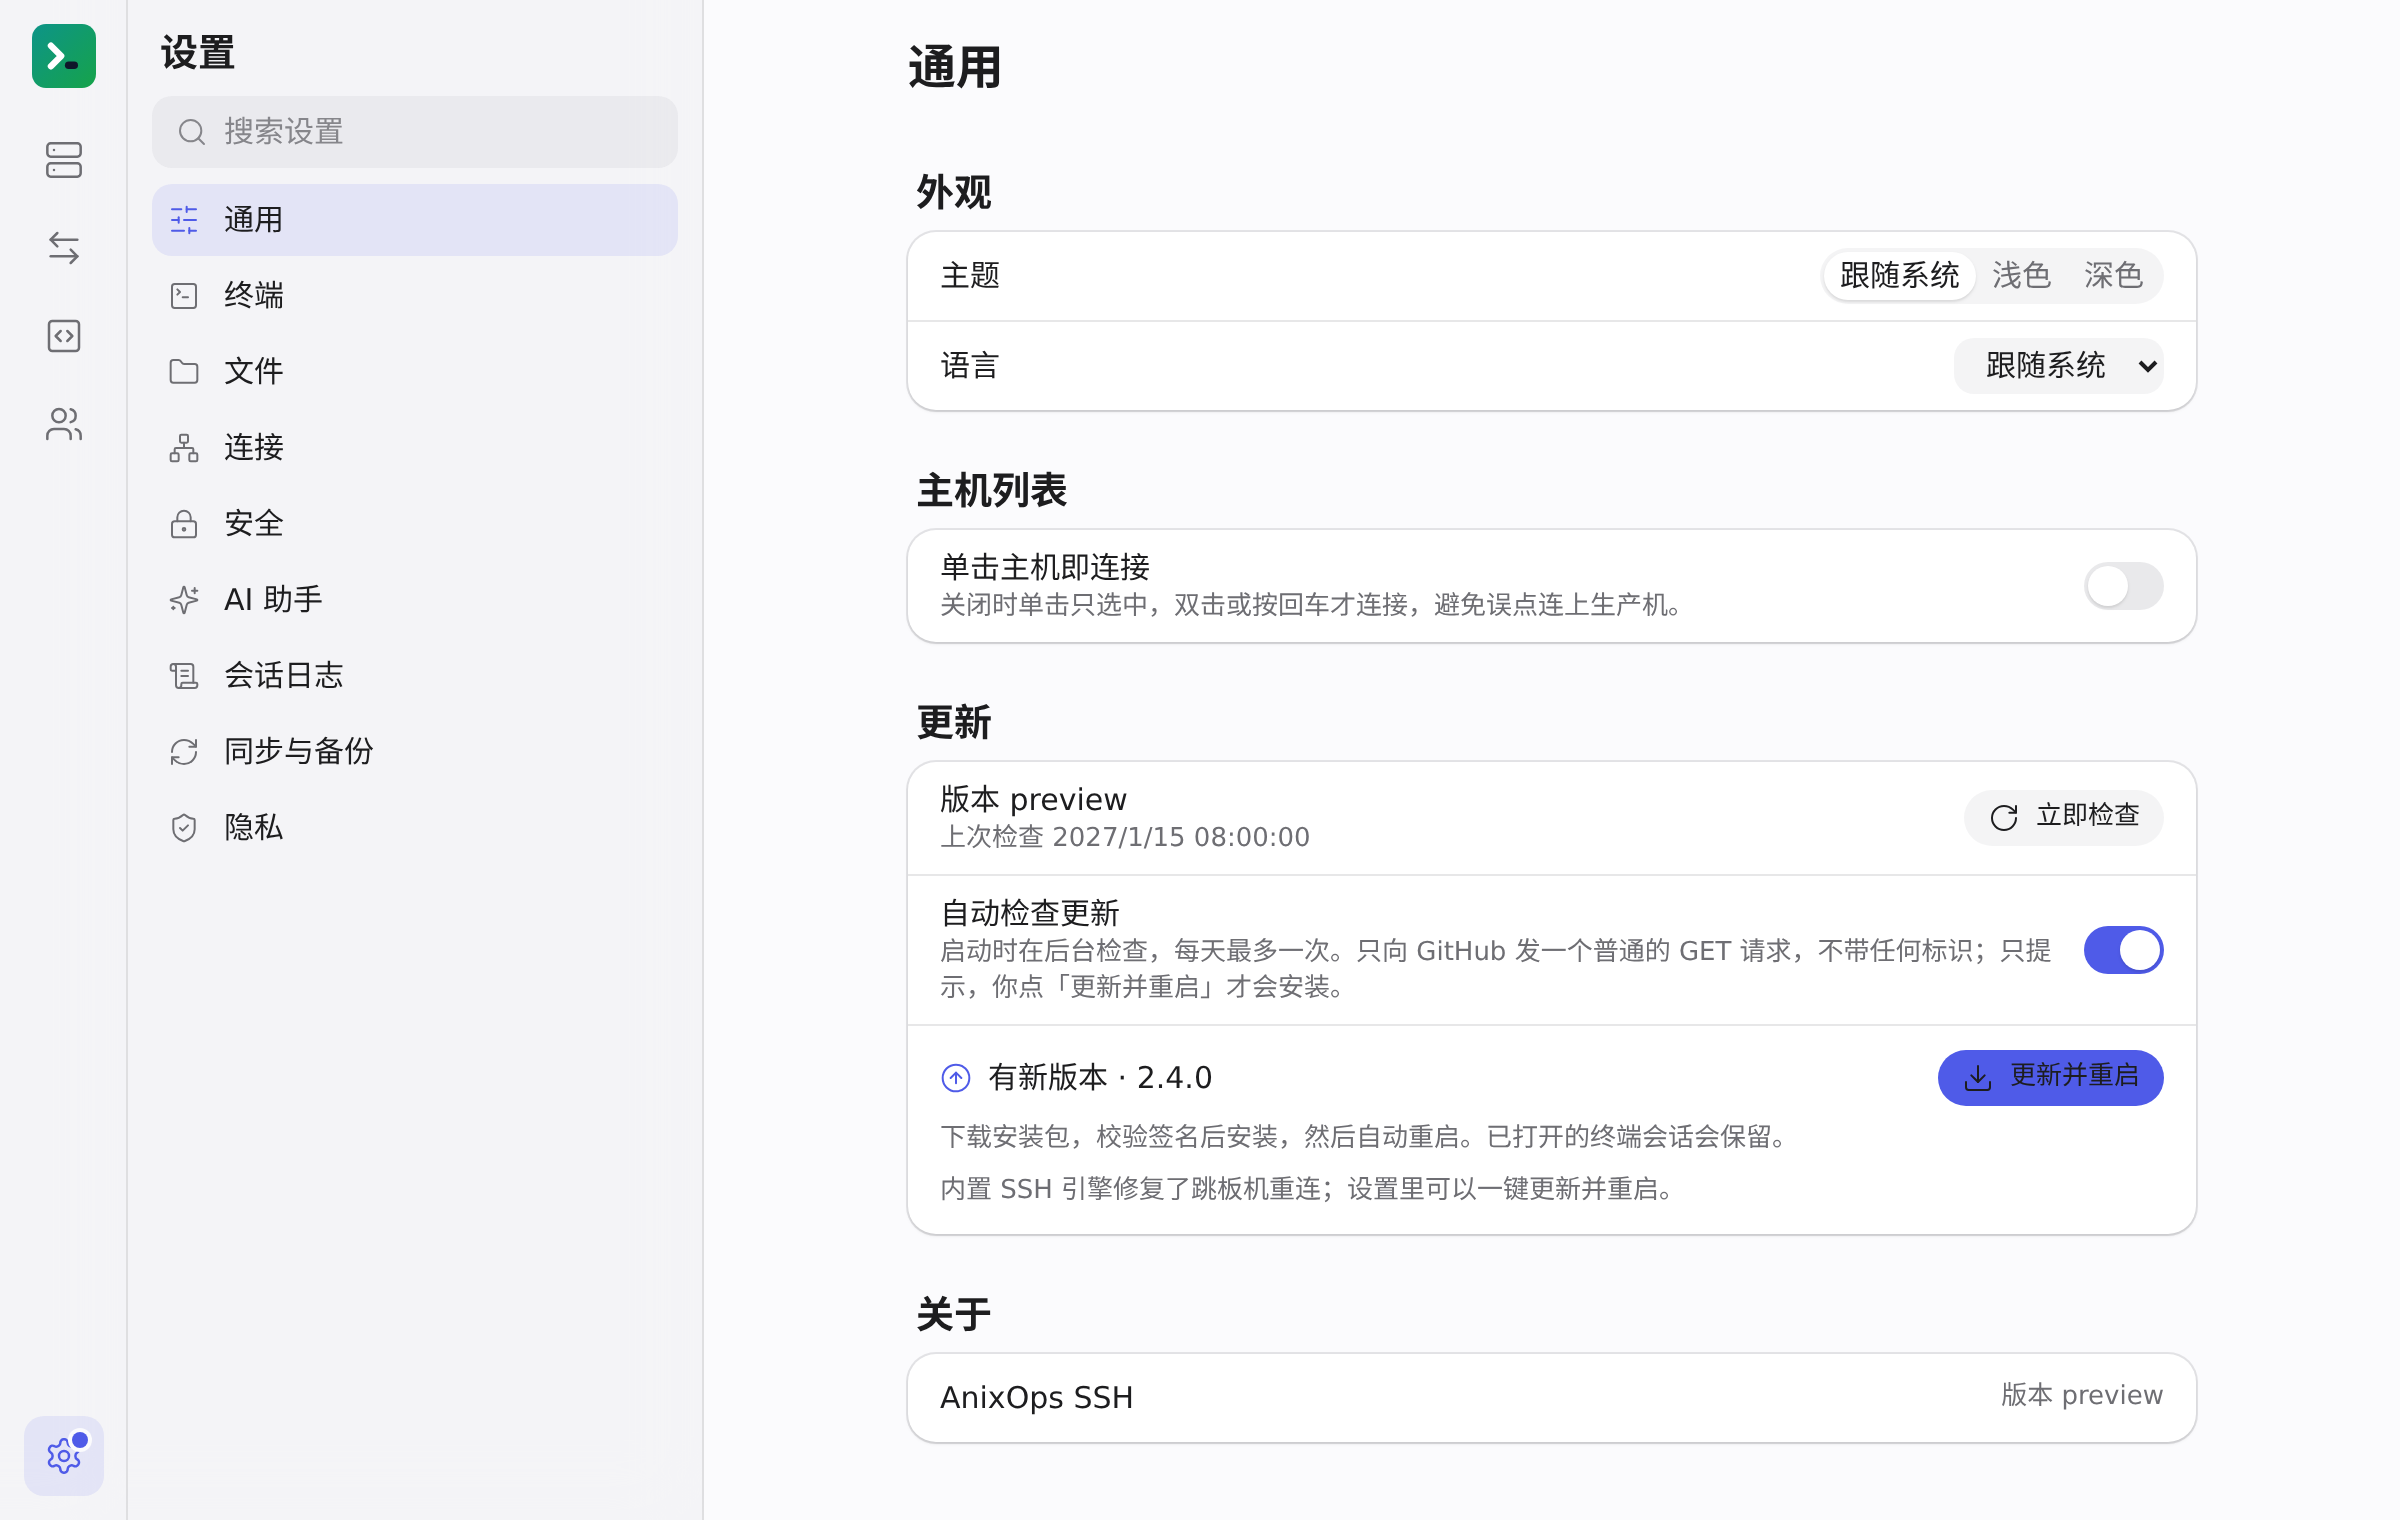 设置
搜索设置
通用
终端
文件
连接
安全
AI 助手
会话日志
同步与备份
隐私
通用
外观
主题
跟随系统 浅色 深色
语言
跟随系统
主机列表
单击主机即连接
关闭时单击只选中，双击或按回车才连接，避免误点连上生产机。
更新
版本 preview
上次检查 2027/1/15 08:00:00
立即检查
自动检查更新
启动时在后台检查，每天最多一次。只向 GitHub 发一个普通的 GET 请求，不带任何标识；只提
示，你点「更新并重启」才会安装。
有新版本 · 2.4.0
更新并重启
下载安装包，校验签名后安装，然后自动重启。已打开的终端会话会保留。
内置 SSH 引擎修复了跳板机重连；设置里可以一键更新并重启。
关于
AnixOps SSH
版本 preview